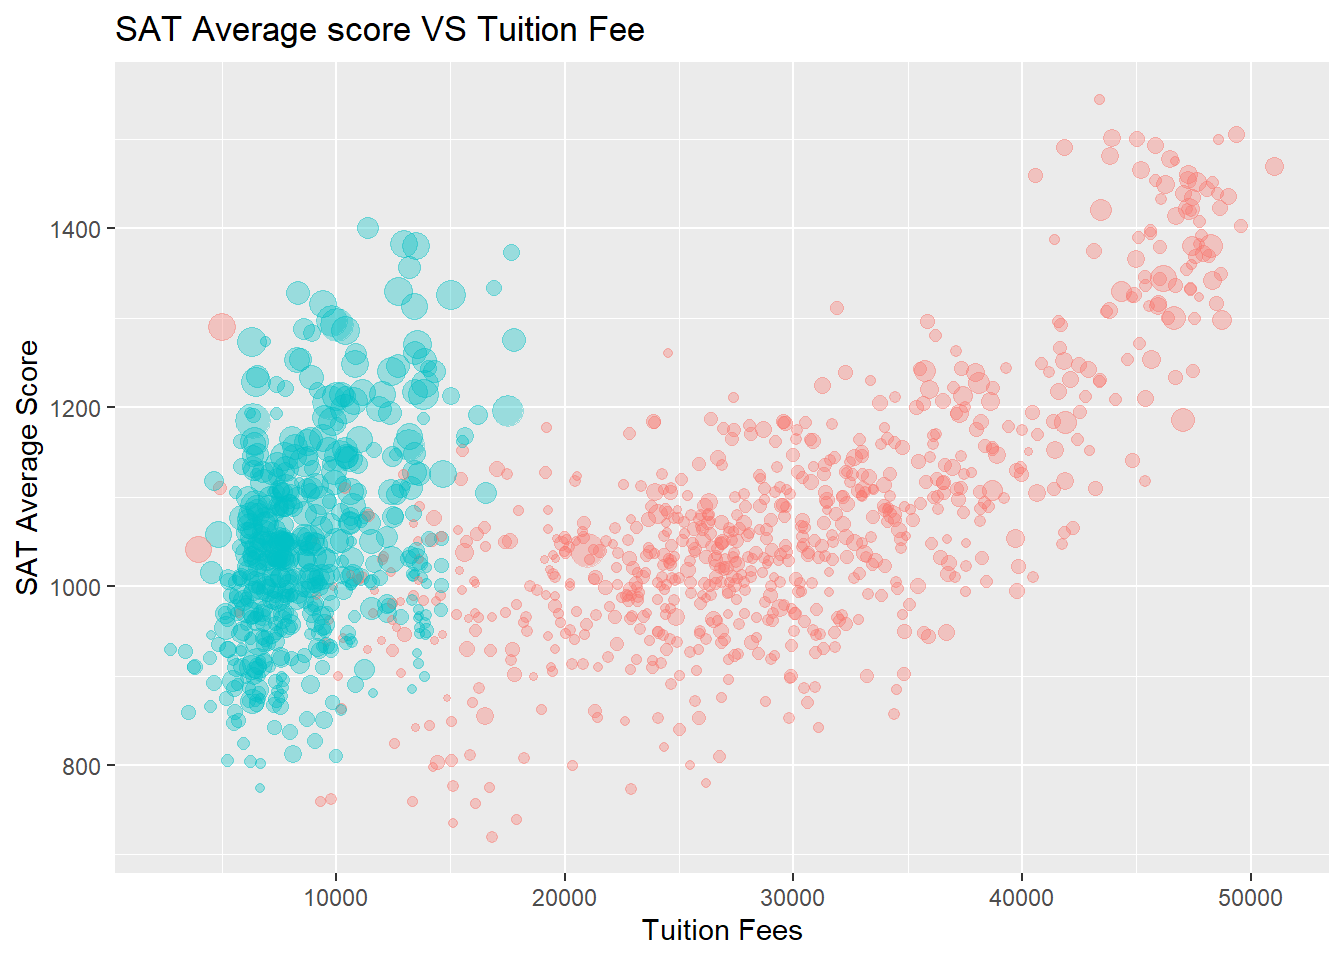 SAT Average score VS Tuition Fee
SAT Average Score
1400
1200
1000
800
10000 20000 30000 40000 50000
Tuition Fees